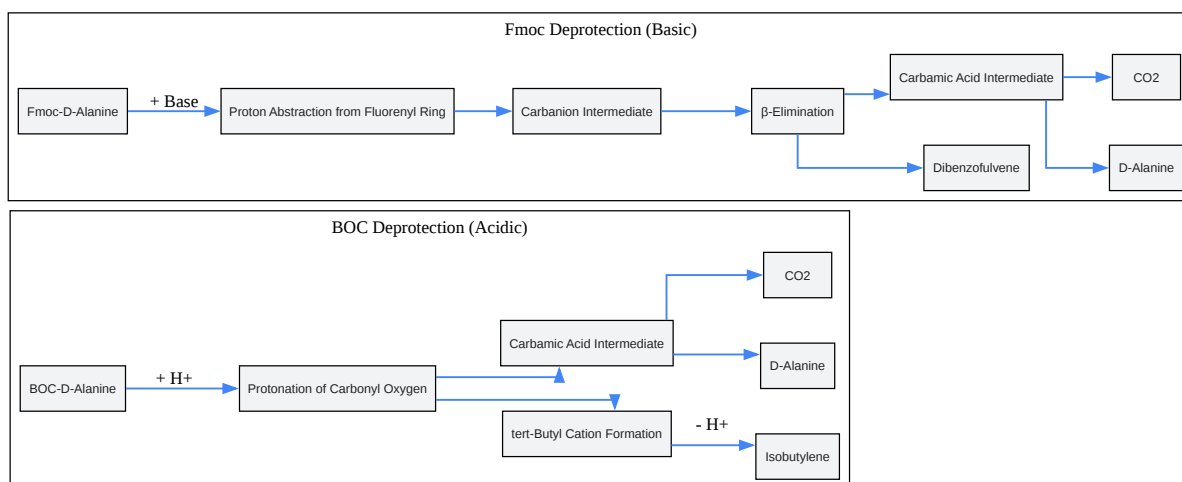 Fmoc Deprotection (Basic)
Fmoc-D-Alanine
+ Base
Proton Abstraction from Fluorenyl Ring
Carbanion Intermediate
β-Elimination
Carbamic Acid Intermediate
CO2
Dibenzofulvene
D-Alanine
BOC Deprotection (Acidic)
BOC-D-Alanine
+ H+
Protonation of Carbonyl Oxygen
Carbamic Acid Intermediate
CO2
D-Alanine
tert-Butyl Cation Formation
- H+
Isobutylene